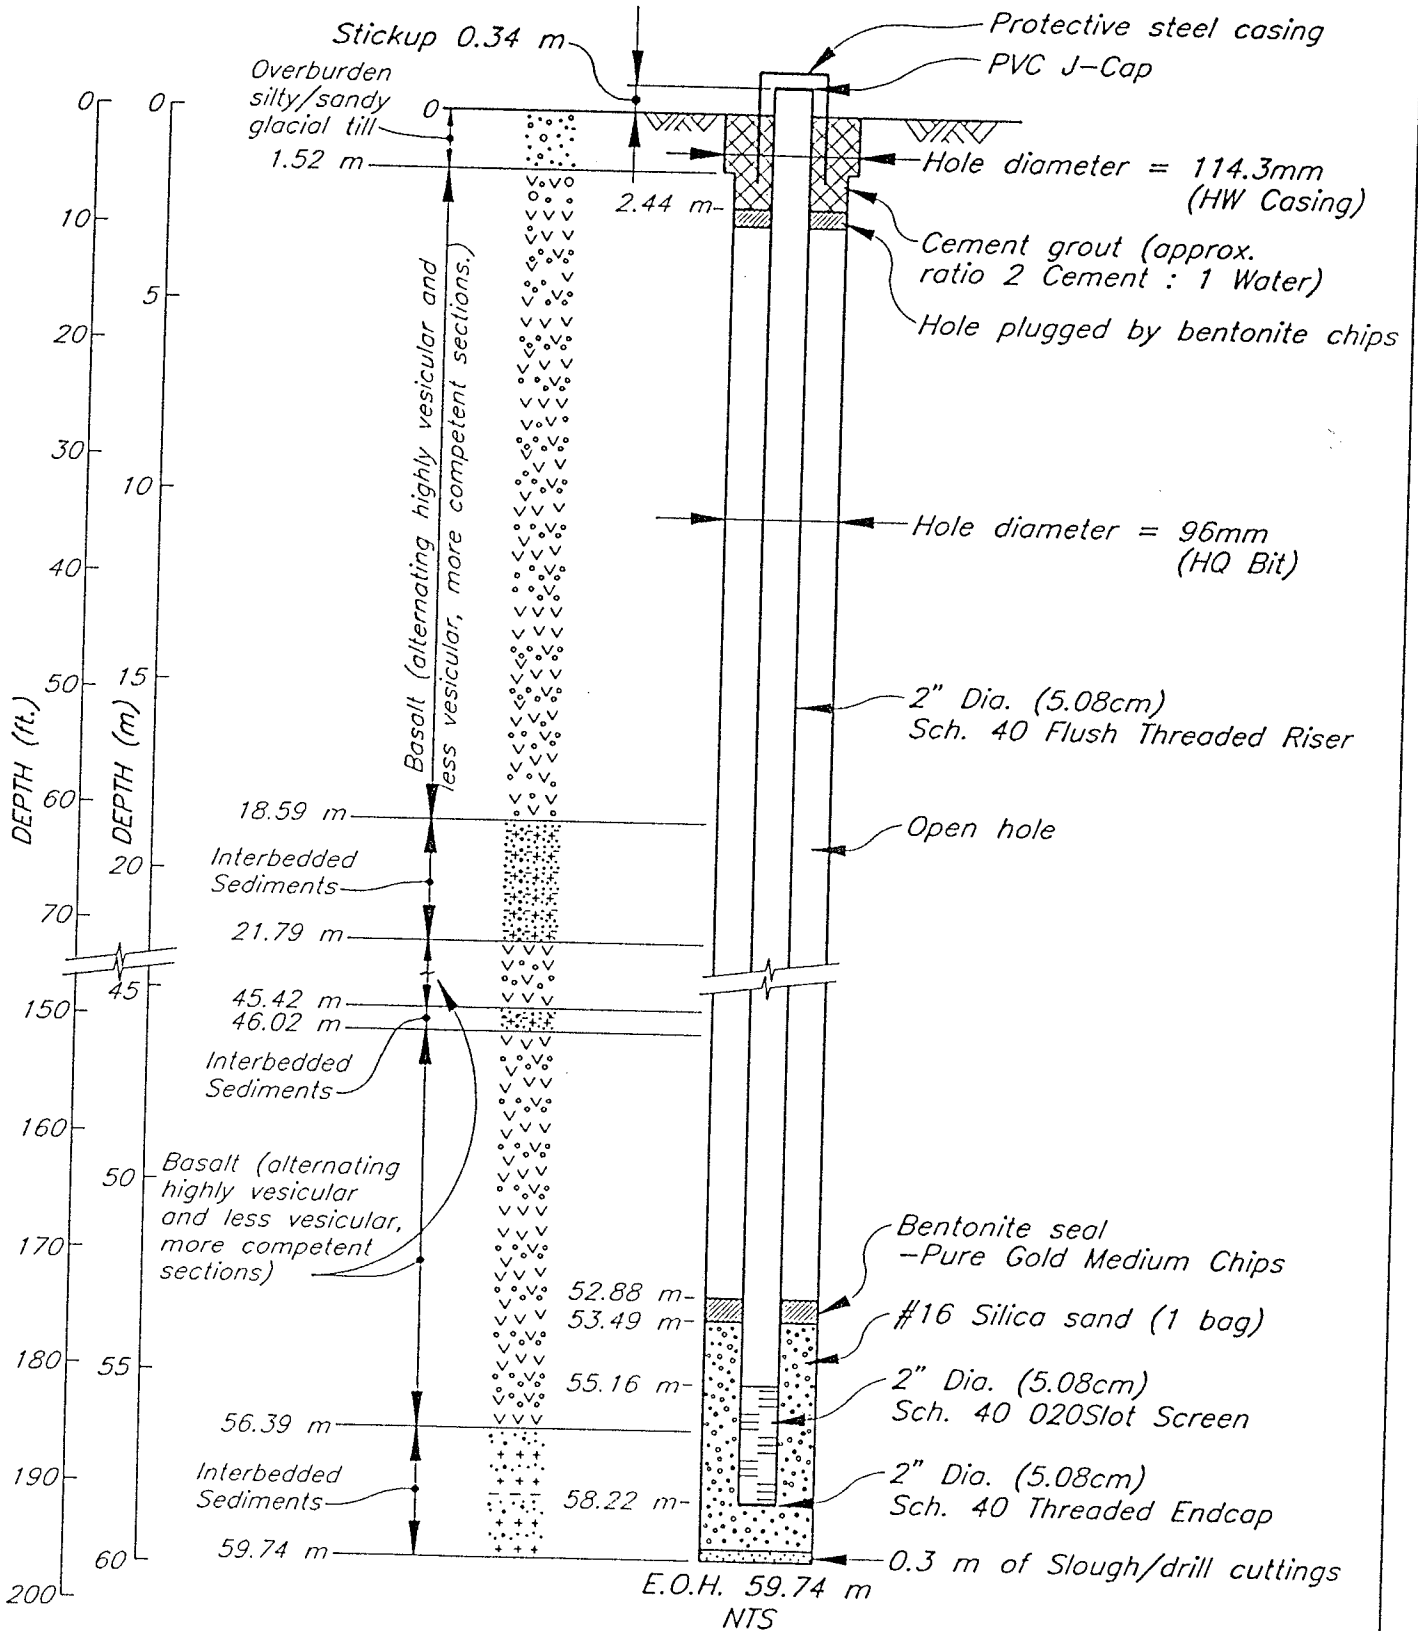 Stickup 0.34 m
Protective steel casing
PVC J-Cap
Overburden
silty/sandy
glacial till
0
0
0
1.52 m
Hole diameter = 114.3mm
(HW Casing)
2.44 m
10
Cement grout (approx.
ratio 2 Cement : 1 Water)
5
Hole plugged by bentonite chips
20
Basalt (alternating highly vesicular and
less vesicular, more competent sections.)
30
10
Hole diameter = 96mm
(HQ Bit)
40
15
50
2" Dia. (5.08cm)
Sch. 40 Flush Threaded Riser
DEPTH (ft.)
DEPTH (m)
60
18.59 m
Open hole
Interbedded
Sediments
20
70
21.79 m
45
45.42 m
150
46.02 m
Interbedded
Sediments
160
50
Basalt (alternating
highly vesicular
and less vesicular,
more competent
sections)
170
Bentonite seal
-Pure Gold Medium Chips
52.88 m
53.49 m
#16 Silica sand (1 bag)
180
55
55.16 m
2" Dia. (5.08cm)
Sch. 40 020Slot Screen
56.39 m
190
Interbedded
Sediments
58.22 m
2" Dia. (5.08cm)
Sch. 40 Threaded Endcap
59.74 m
60
0.3 m of Slough/drill cuttings
200
E.O.H. 59.74 m
NTS